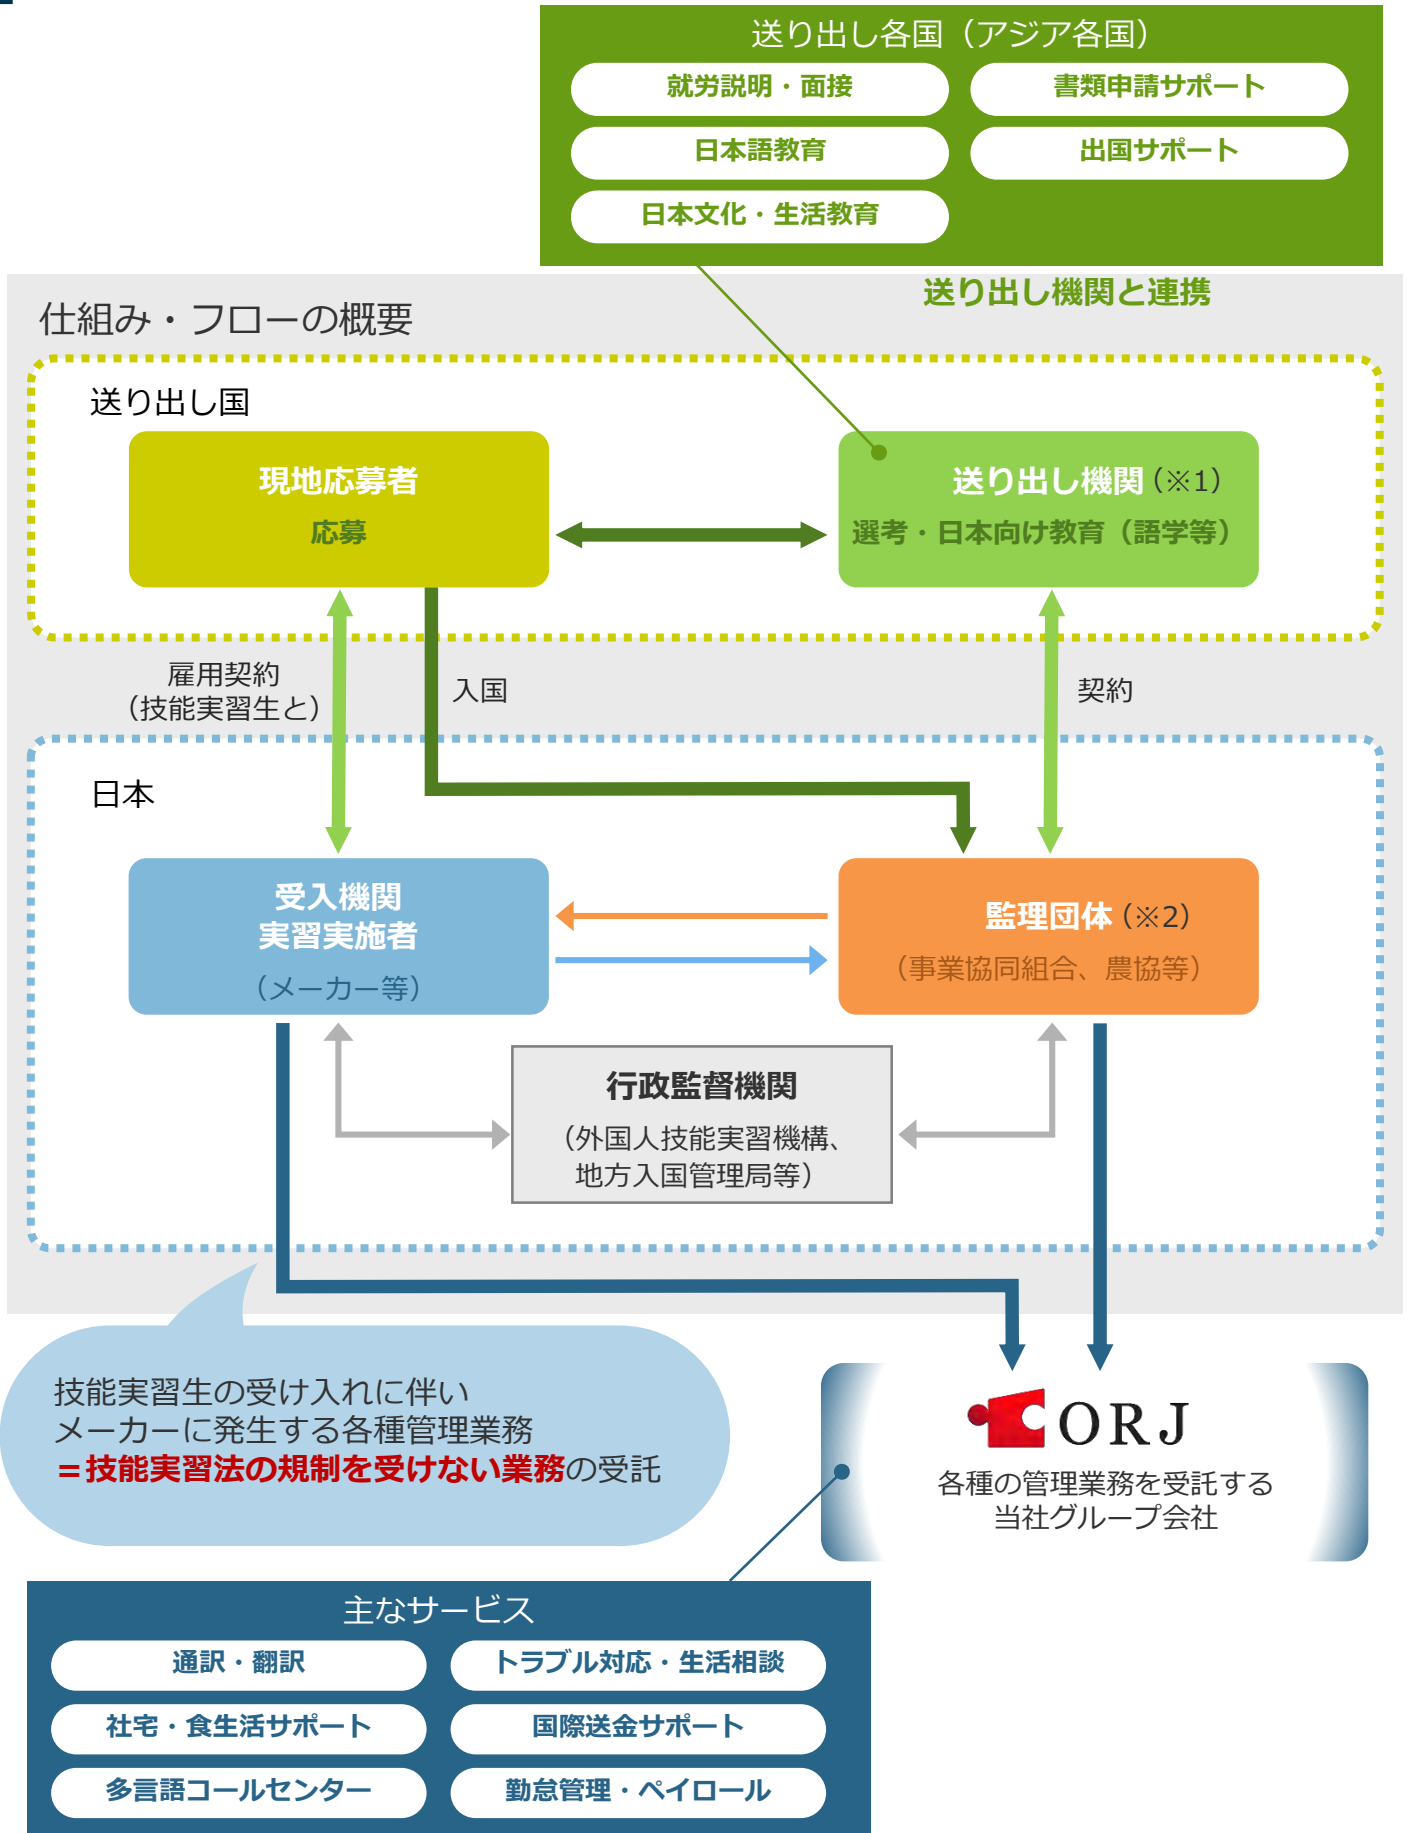 送り出し各国（アジア各国）
就労説明・面接
書類申請サポート
日本語教育
出国サポート
日本文化・生活教育
送り出し機関と連携
仕組み・フローの概要
送り出し国
現地応募者
応募
送り出し機関（※1）
選考・日本向け教育（語学等）
雇用契約
（技能実習生と）
入国
契約
日本
受入機関
実習実施者
（メーカー等）
監理団体（※2）
（事業協同組合、農協等）
行政監督機関
（外国人技能実習機構、
地方入国管理局等）
技能実習生の受け入れに伴い
メーカーに発生する各種管理業務
＝技能実習法の規制を受けない業務の受託
ORJ
各種の管理業務を受託する
当社グループ会社
主なサービス
通訳・翻訳
トラブル対応・生活相談
社宅・食生活サポート
国際送金サポート
多言語コールセンター
勤怠管理・ペイロール